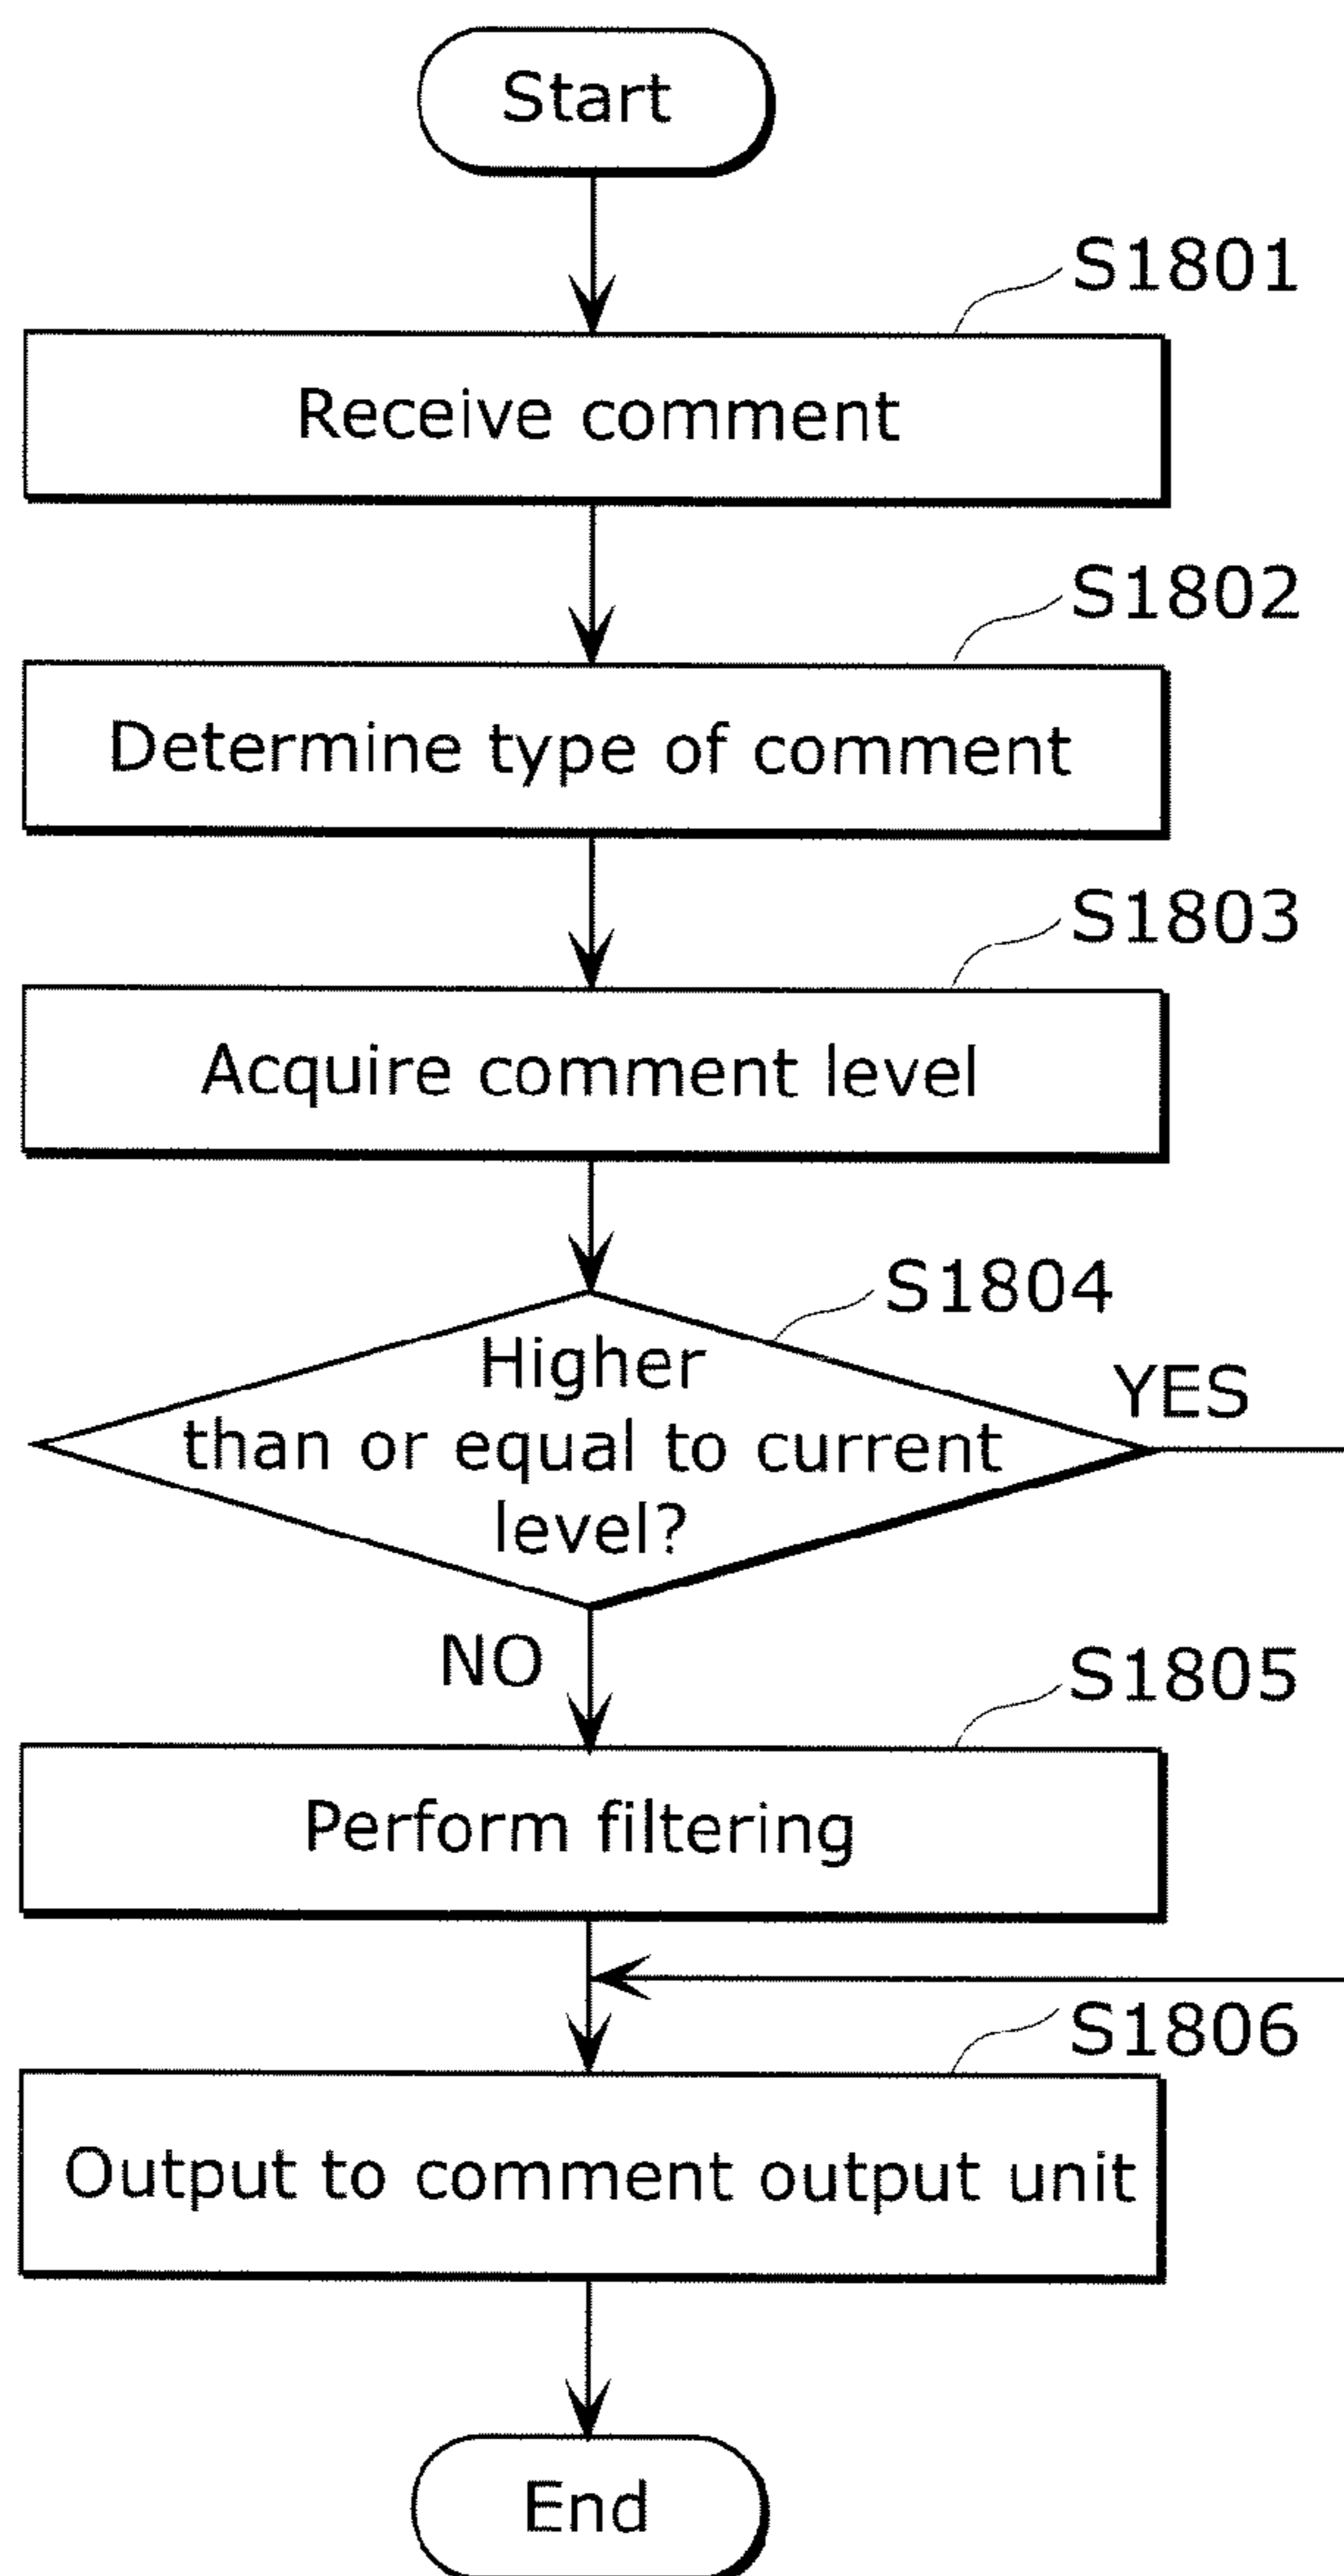 Start
S1801
Receive comment
S1802
Determine type of comment
S1803
Acquire comment level
S1804
Higher
than or equal to current
level?
YES
NO
S1805
Perform filtering
S1806
Output to comment output unit
End